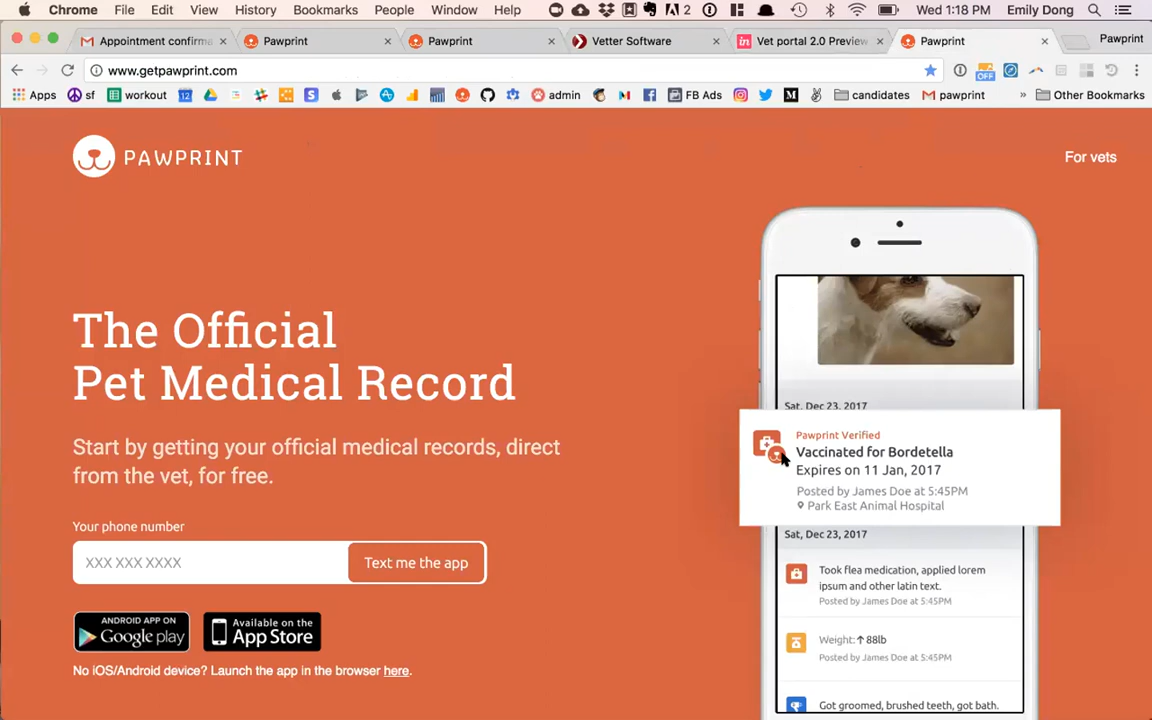 Chrome File Edit View History Bookmarks People Window Help 2 Wed 1:18 PM Emily Dong
Appointment confirma
Pawprint
Pawprint
Vetter Software
Vet portal 2.0 Preview
Pawprint
Pawprint
www.getpawprint.com
OFF
Apps sf workout 12 admin FB Ads candidates pawprint » Other Bookmarks
PAWPRINT
For vets
The Official
Pet Medical Record
Start by getting your official medical records, direct
from the vet, for free.
Your phone number
XXX XXX XXXX
Text me the app
ANDROID APP ON
Google play
Available on the
App Store
No iOS/Android device? Launch the app in the browser here.
Sat, Dec 23, 2017
Pawprint Verified
Vaccinated for Bordetella
Expires on 11 Jan, 2017
Posted by James Doe at 5:45PM
Park East Animal Hospital
Sat, Dec 23, 2017
Took flea medication, applied lorem
ipsum and other latin text.
Posted by James Doe at 5:45PM
Weight: ↑ 88lb
Posted by James Doe at 5:45PM
Got groomed, brushed teeth, got bath.